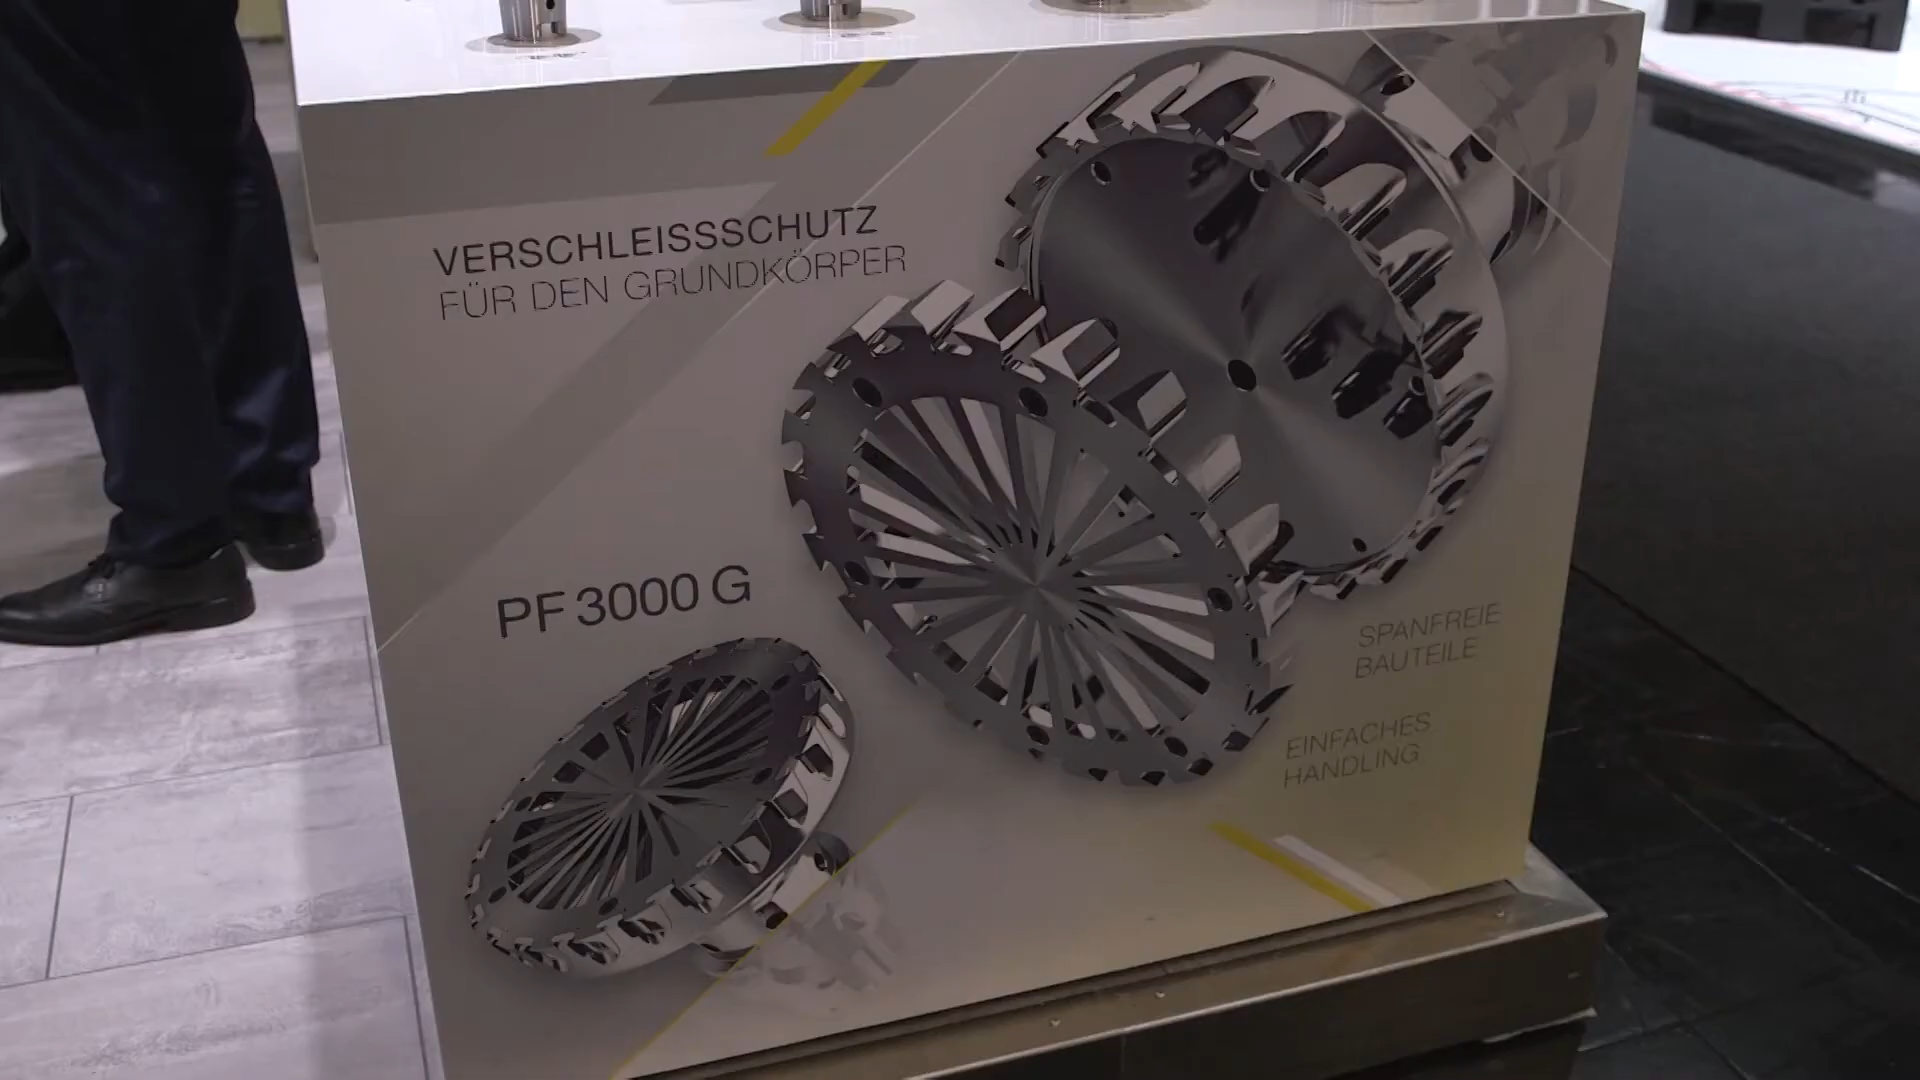 VERSCHLEISSSCHUTZ
FÜR DEN GRUNDKÖRPER
PF 3000 G
SPANFREIE
BAUTEILE
EINFACHES
HANDLING